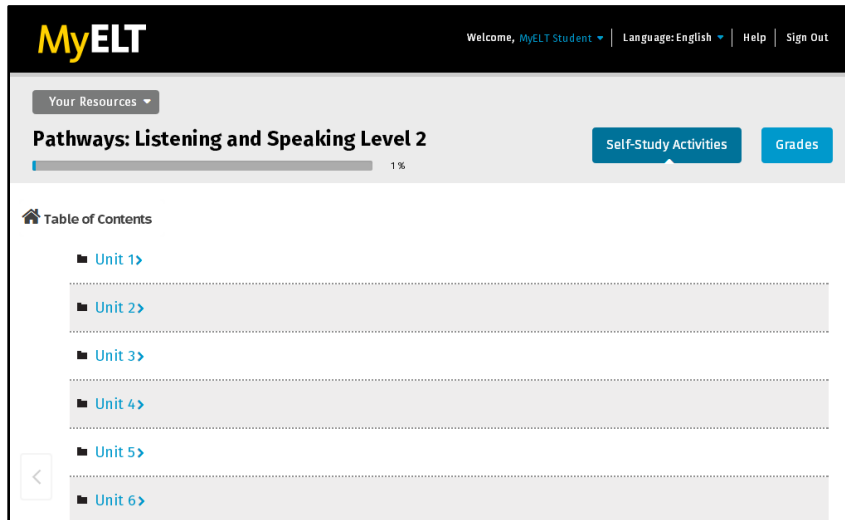 MyELT
Welcome, MyELT Student Language: English Help Sign Out
Your Resources
Pathways: Listening and Speaking Level 2
1%
Self-Study Activities Grades
Table of Contents
Unit 1
Unit 2
Unit 3
Unit 4
Unit 5
Unit 6